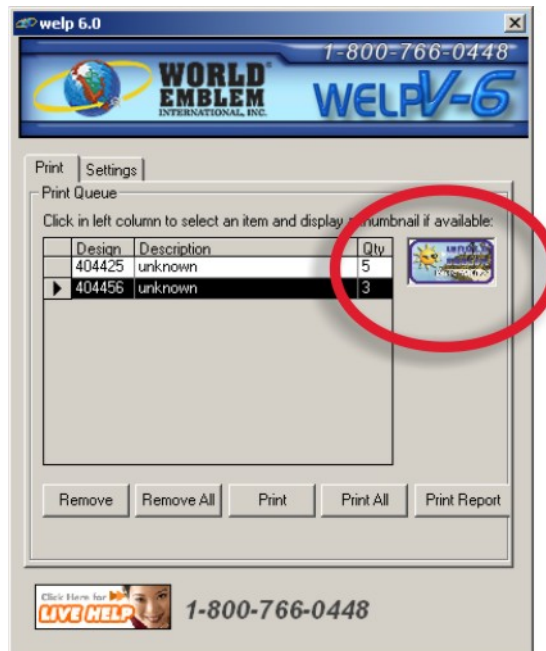 welp 6.0
1-800-766-0448
WORLD
EMBLEM
INTERNATIONAL, INC.
WELP V-6
Print Settings
Print Queue
Click in left column to select an item and display thumbnail if available:
Design Description Qty
404425 unknown 5
404456 unknown 3
Remove Remove All Print Print All Print Report
Click Here for
LIVE HELP
1-800-766-0448